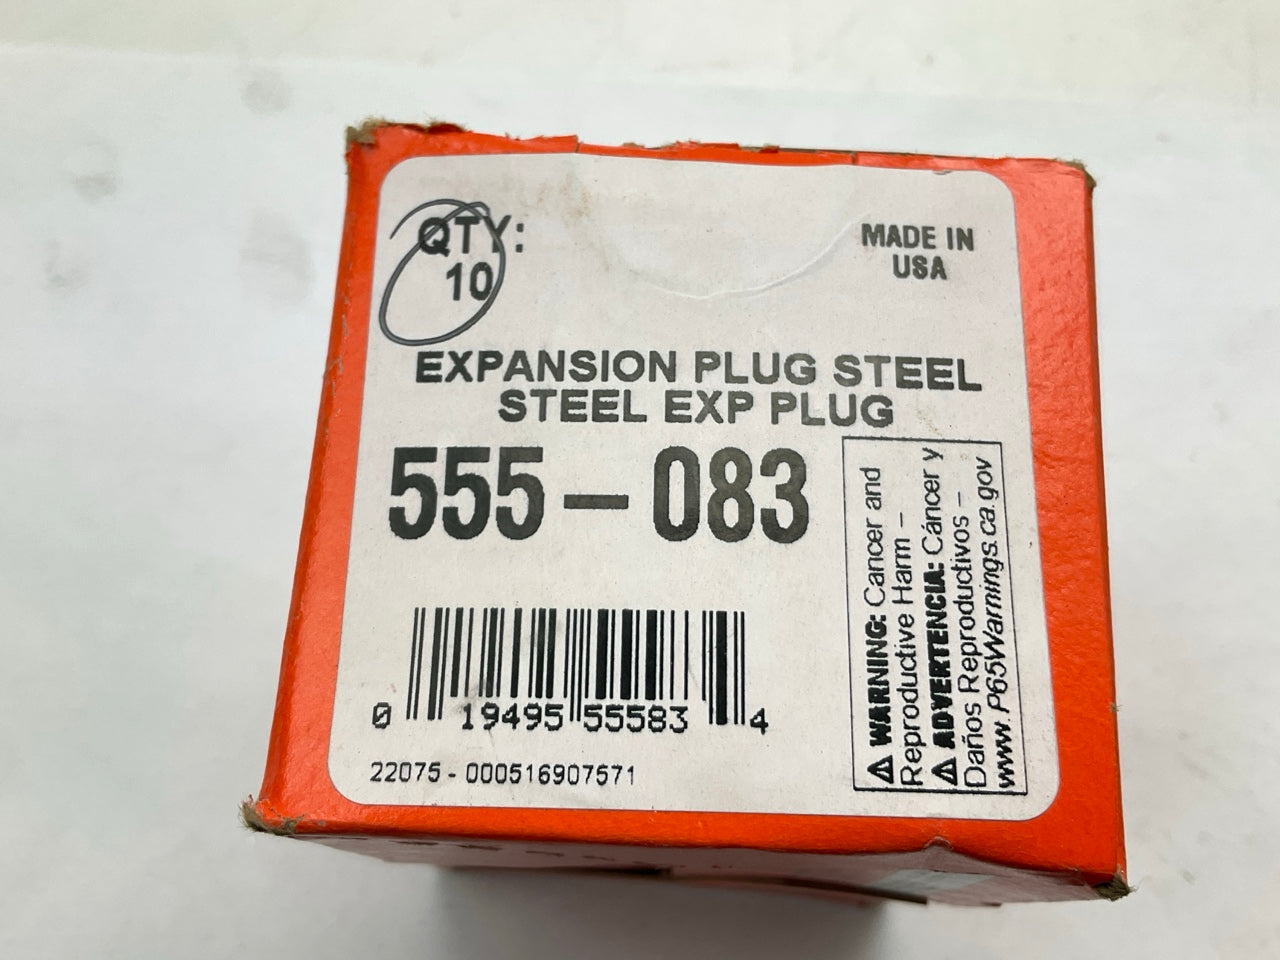 QTY:
10
MADE IN
USA
EXPANSION PLUG STEEL
STEEL EXP PLUG
555-083
0 19495 55583 4
22075-000516907571
⚠ WARNING: Cancer and
Reproductive Harm –
⚠ ADVERTENCIA: Cáncer y
Daños Reproductivos –
www.P65Warnings.ca.gov